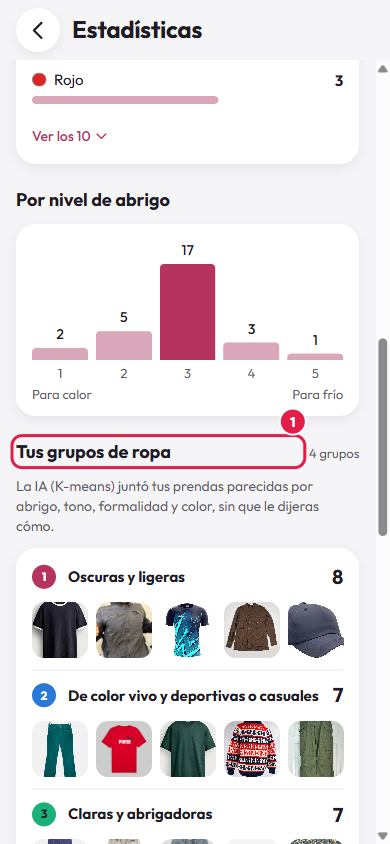 Estadísticas
Rojo 3
Ver los 10
Por nivel de abrigo
17
2 5 3 1
1 2 3 4 5
Para calor Para frío
1
Tus grupos de ropa 4 grupos
La IA (K-means) juntó tus prendas parecidas por
abrigo, tono, formalidad y color, sin que le dijeras
cómo.
1 Oscuras y ligeras 8
2 De color vivo y deportivas o casuales 7
PUMA
3 Claras y abrigadoras 7